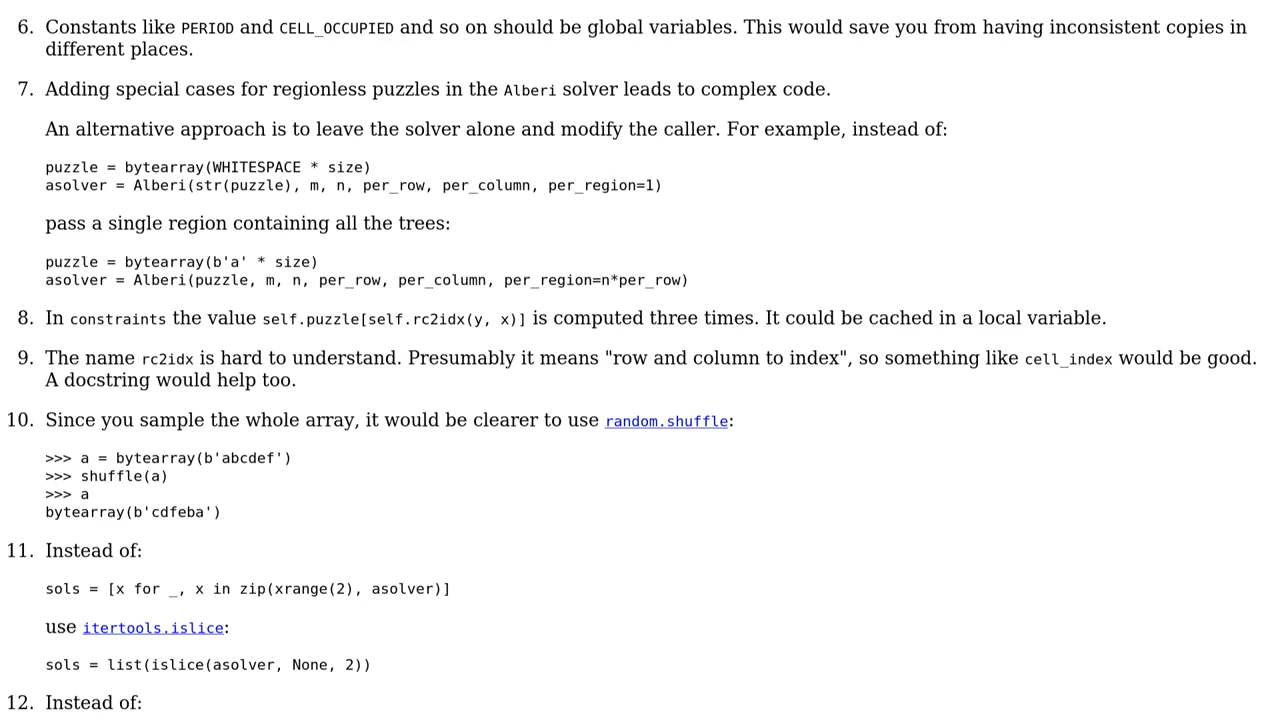 6. Constants like PERIOD and CELL_OCCUPIED and so on should be global variables. This would save you from having inconsistent copies in
different places.
7. Adding special cases for regionless puzzles in the Alberi solver leads to complex code.
An alternative approach is to leave the solver alone and modify the caller. For example, instead of:
puzzle = bytearray(WHITESPACE * size)
asolver = Alberi(str(puzzle), m, n, per_row, per_column, per_region=1)
pass a single region containing all the trees:
puzzle = bytearray(b'a' * size)
asolver = Alberi(puzzle, m, n, per_row, per_column, per_region=n*per_row)
8. In constraints the value self.puzzle[self.rc2idx(y, x)] is computed three times. It could be cached in a local variable.
9. The name rc2idx is hard to understand. Presumably it means "row and column to index", so something like cell_index would be good.
A docstring would help too.
10. Since you sample the whole array, it would be clearer to use random.shuffle:
>>> a = bytearray(b'abcdef')
>>> shuffle(a)
>>> a
bytearray(b'cdfeba')
11. Instead of:
sols = [x for _, x in zip(xrange(2), asolver)]
use itertools.islice:
sols = list(islice(asolver, None, 2))
12. Instead of: